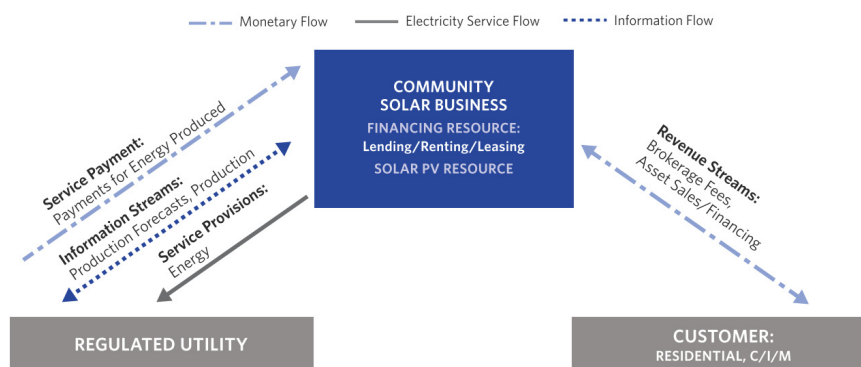 Monetary Flow
Electricity Service Flow
Information Flow
COMMUNITY
SOLAR BUSINESS
FINANCING RESOURCE:
Lending/Renting/Leasing
SOLAR PV RESOURCE
Service Payment:
Payments for Energy Produced
Information Streams:
Production Forecasts, Production
Service Provisions:
Energy
Revenue Streams:
Brokerage Fees,
Asset Sales/Financing
REGULATED UTILITY
CUSTOMER:
RESIDENTIAL, C/I/M